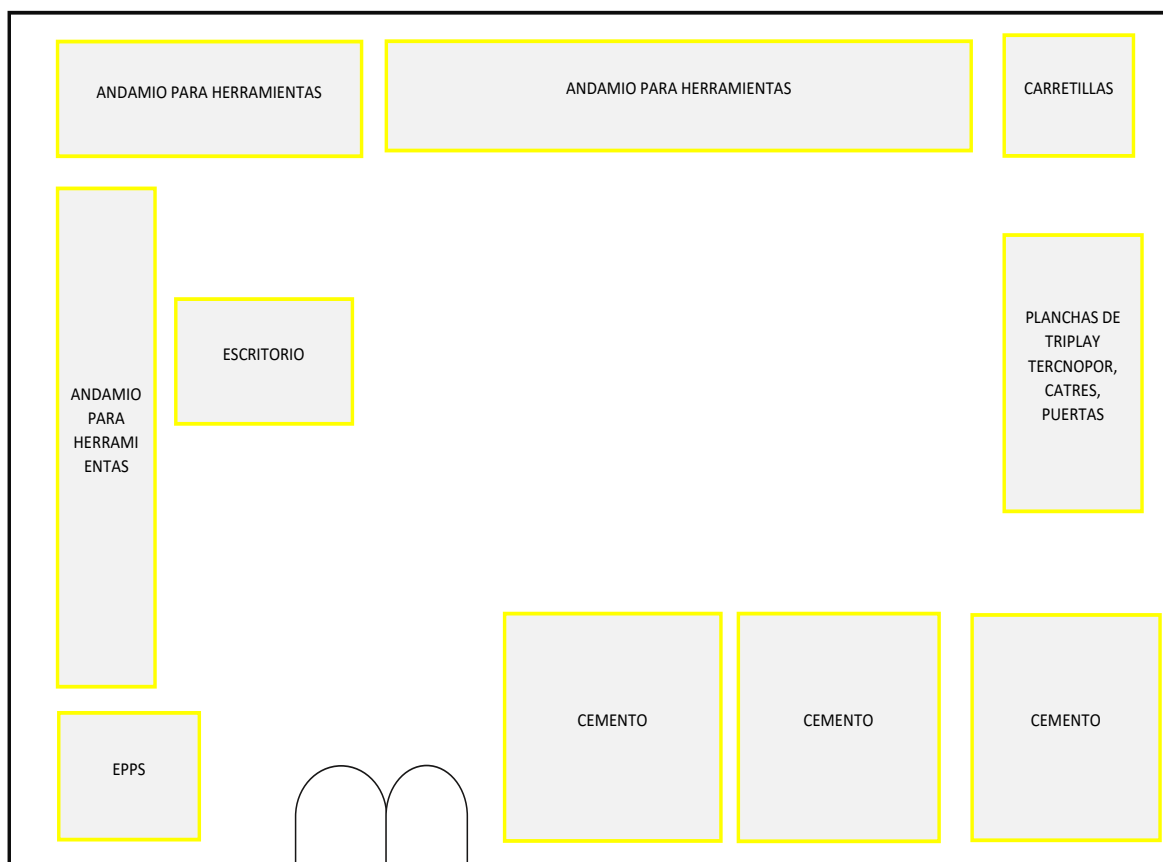 ANDAMIO PARA HERRAMIENTAS
ANDAMIO PARA HERRAMIENTAS
CARRETILLAS
ANDAMIO
PARA
HERRAMI
ENTAS
ESCRITORIO
PLANCHAS DE
TRIPLAY
TERCNOPOR,
CATRES,
PUERTAS
EPPS
CEMENTO
CEMENTO
CEMENTO